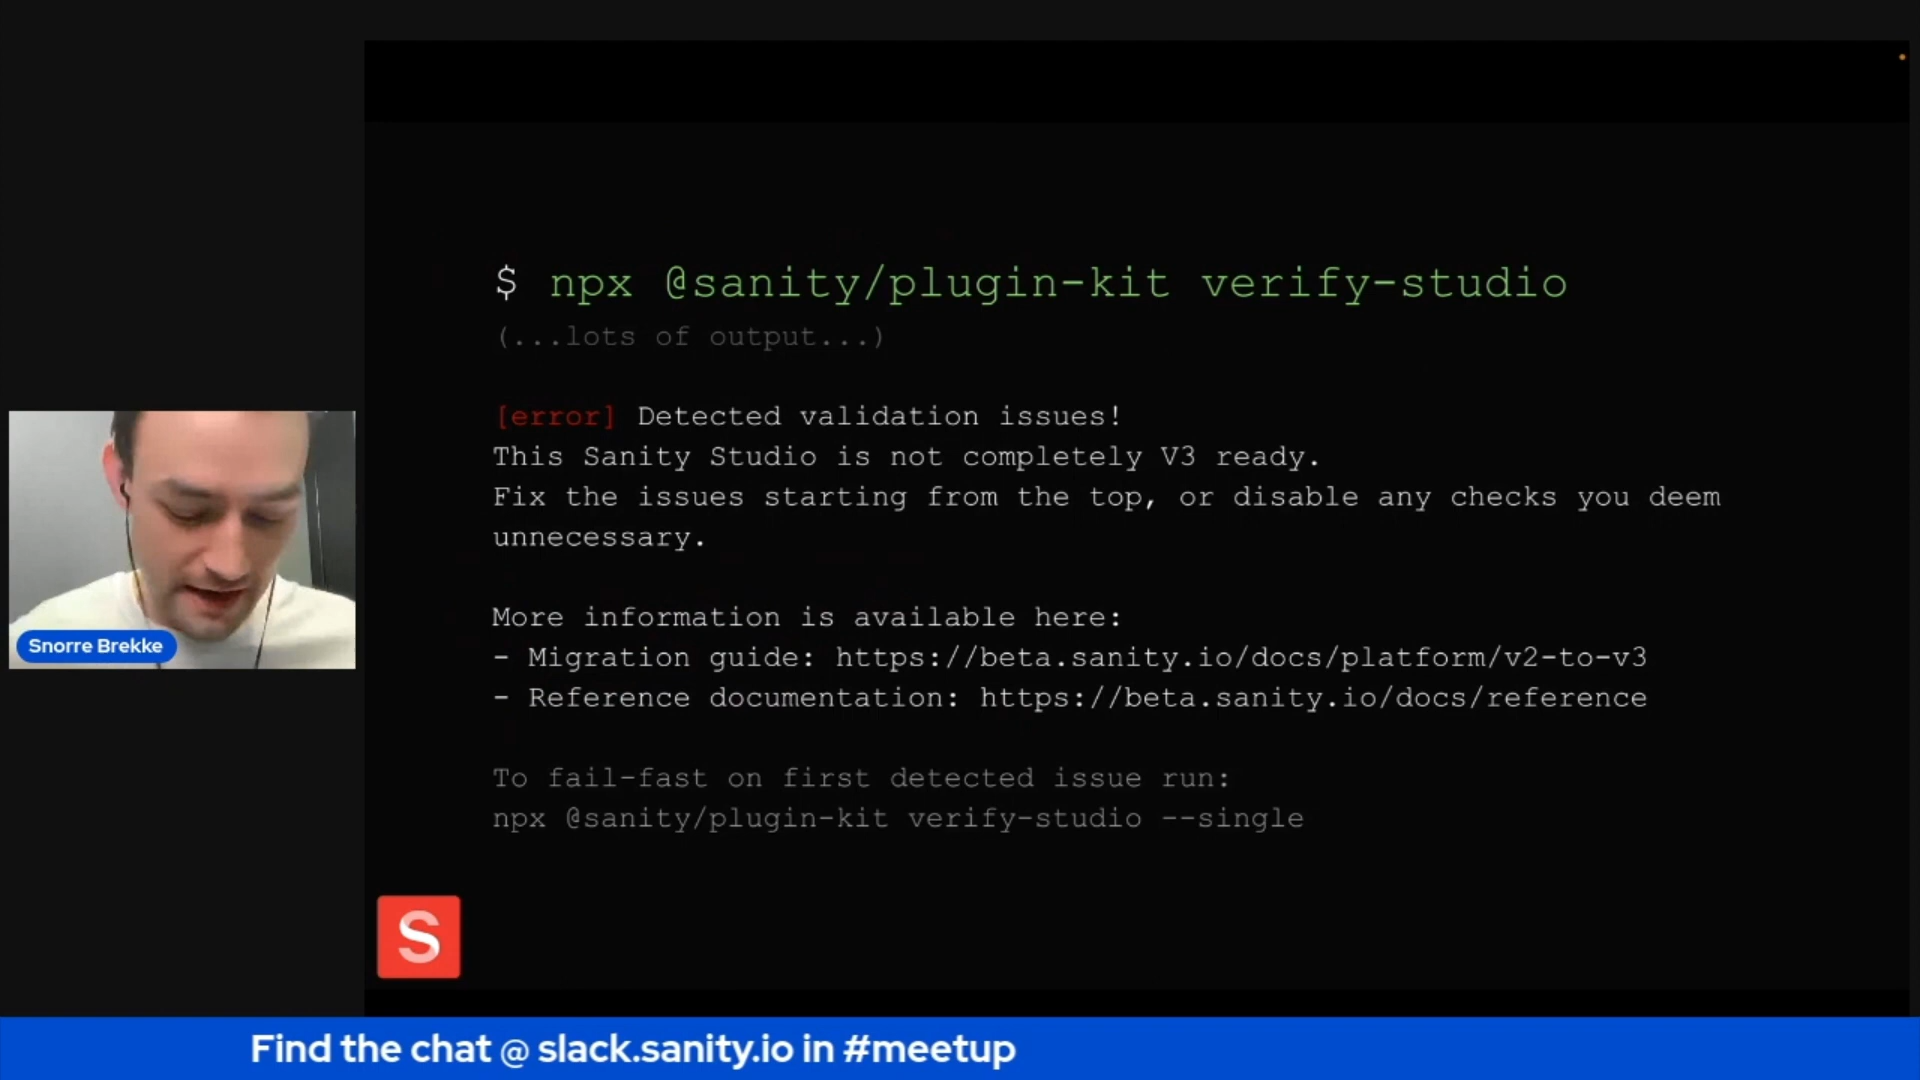 $ npx @sanity/plugin-kit verify-studio
(...lots of output...)
[error] Detected validation issues!
This Sanity Studio is not completely V3 ready.
Fix the issues starting from the top, or disable any checks you deem
unnecessary.
More information is available here:
- Migration guide: https://beta.sanity.io/docs/platform/v2-to-v3
- Reference documentation: https://beta.sanity.io/docs/reference
To fail-fast on first detected issue run:
npx @sanity/plugin-kit verify-studio --single
Snorre Brekke
S
Find the chat @ slack.sanity.io in #meetup